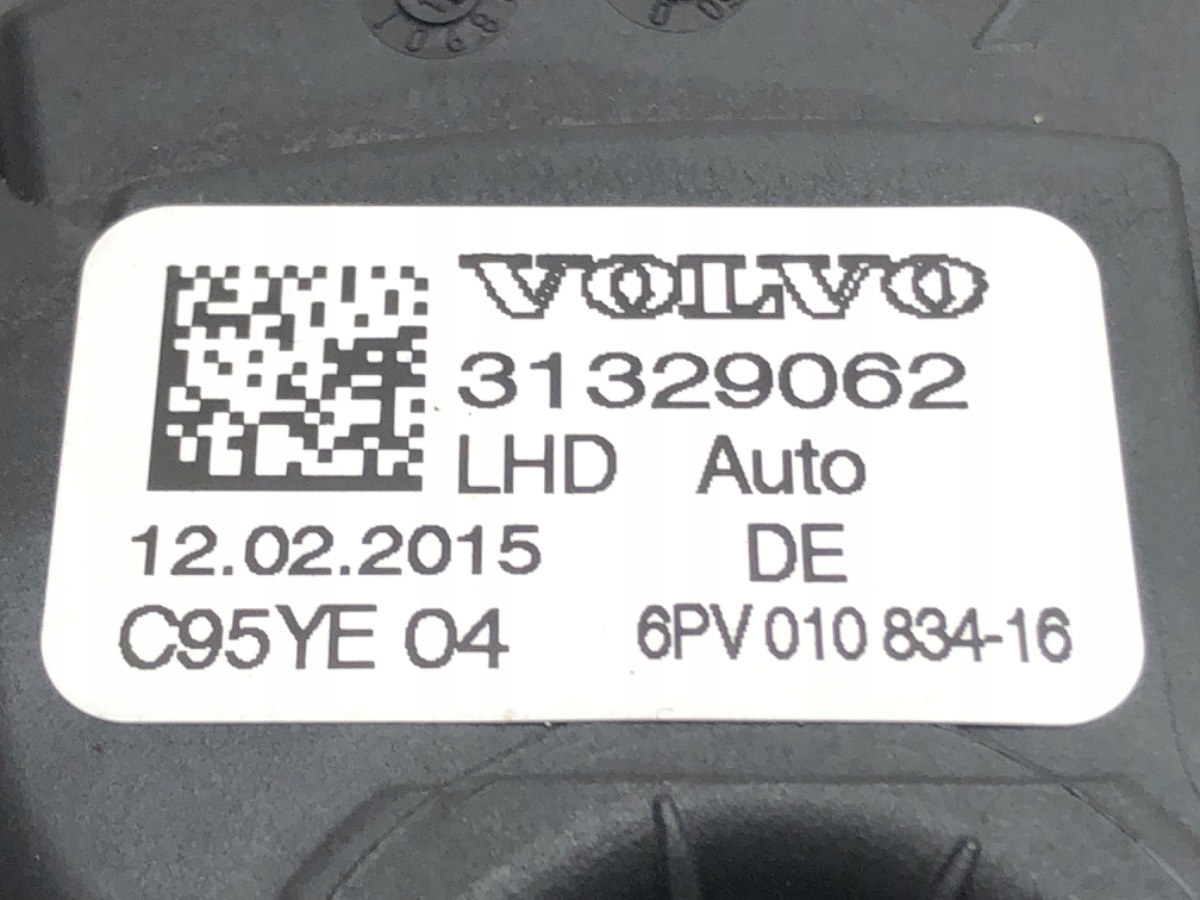 VOLVO
31329062
LHD Auto
12.02.2015 DE
C95YE 04 6PV 010 834-16